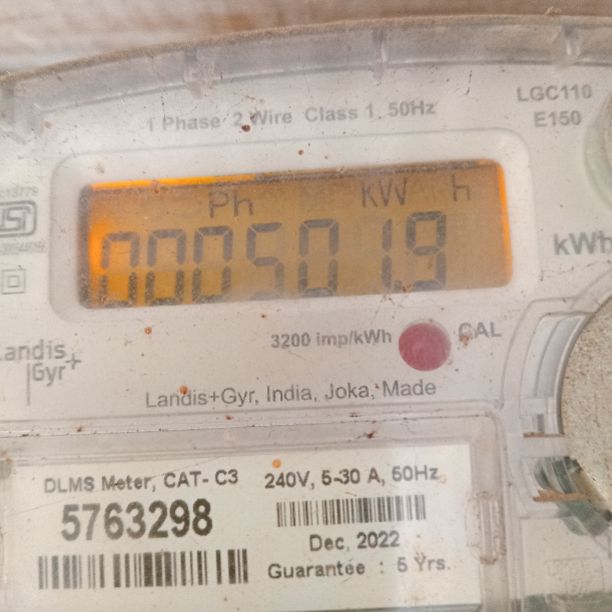 LGC110
1 Phase 2 Wire Class 1, 50Hz
E150
Ph kW h
0005019
kWh
3200 imp/kWh
CAL
Landis
Gyr+
Landis+Gyr, India, Joka, Made
DLMS Meter, CAT- C3
240V, 5-30 A, 50Hz
5763298
Dec, 2022
Guarantee : 5 Yrs.